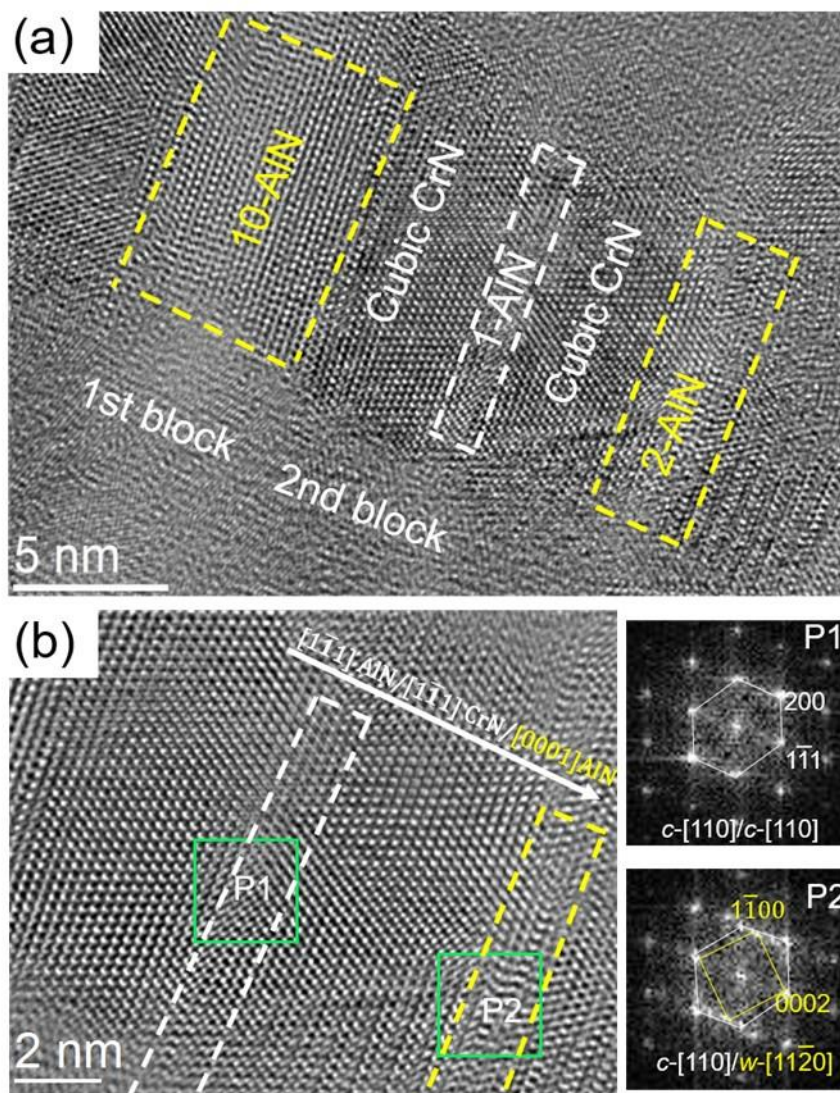 (a)
10-AlN
Cubic CrN
1-AlN
Cubic CrN
2-AlN
1st block
2nd block
5 nm
(b)
[11̅1] AlN/[11̅1] CrN/[0001]AlN
P1
P2
2 nm
P1
200
11̅1
c-[110]/c-[110]
P2
11̅00
0002
c-[110]/w-[112̅0]